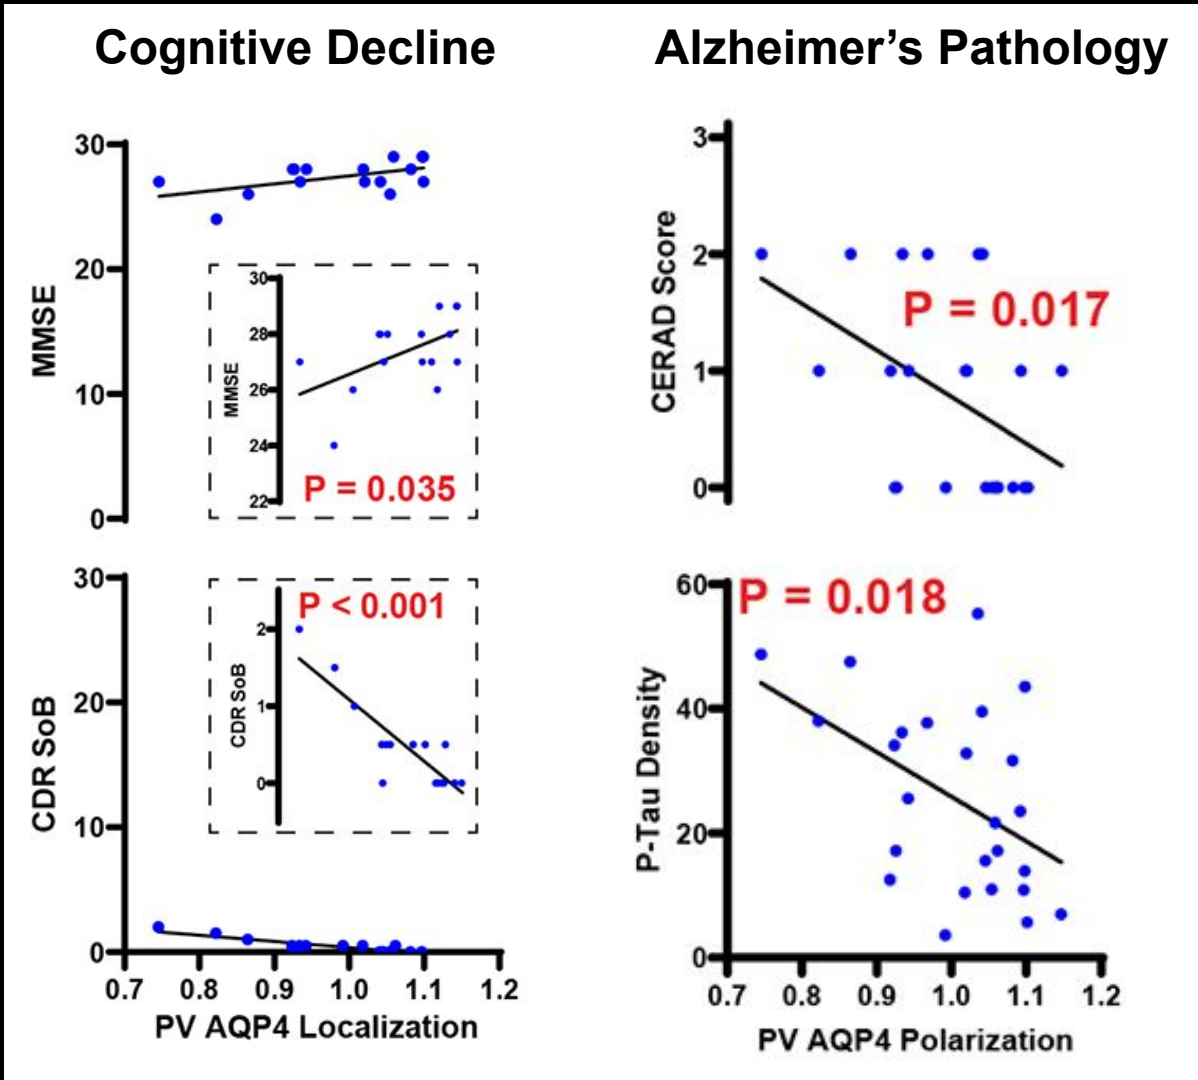 Cognitive Decline
30
20
10
0
MMSE
30
28
26
24
22
MMSE
P = 0.035
30
20
10
0
CDR SoB
2
1
0
CDR SoB
P < 0.001
0.7 0.8 0.9 1.0 1.1 1.2
PV AQP4 Localization
Alzheimer’s Pathology
3
2
1
0
CERAD Score
P = 0.017
60
40
20
0
P-Tau Density
P = 0.018
0.7 0.8 0.9 1.0 1.1 1.2
PV AQP4 Polarization